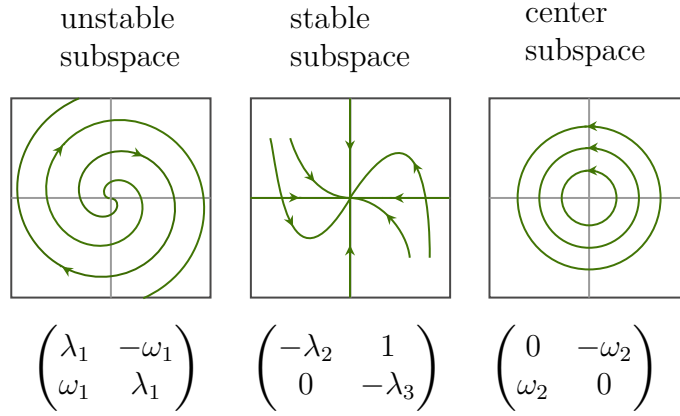 unstable
subspace
stable
subspace
center
subspace
λ₁ −ω₁
ω₁ λ₁
−λ₂ 1
0 −λ₃
0 −ω₂
ω₂ 0